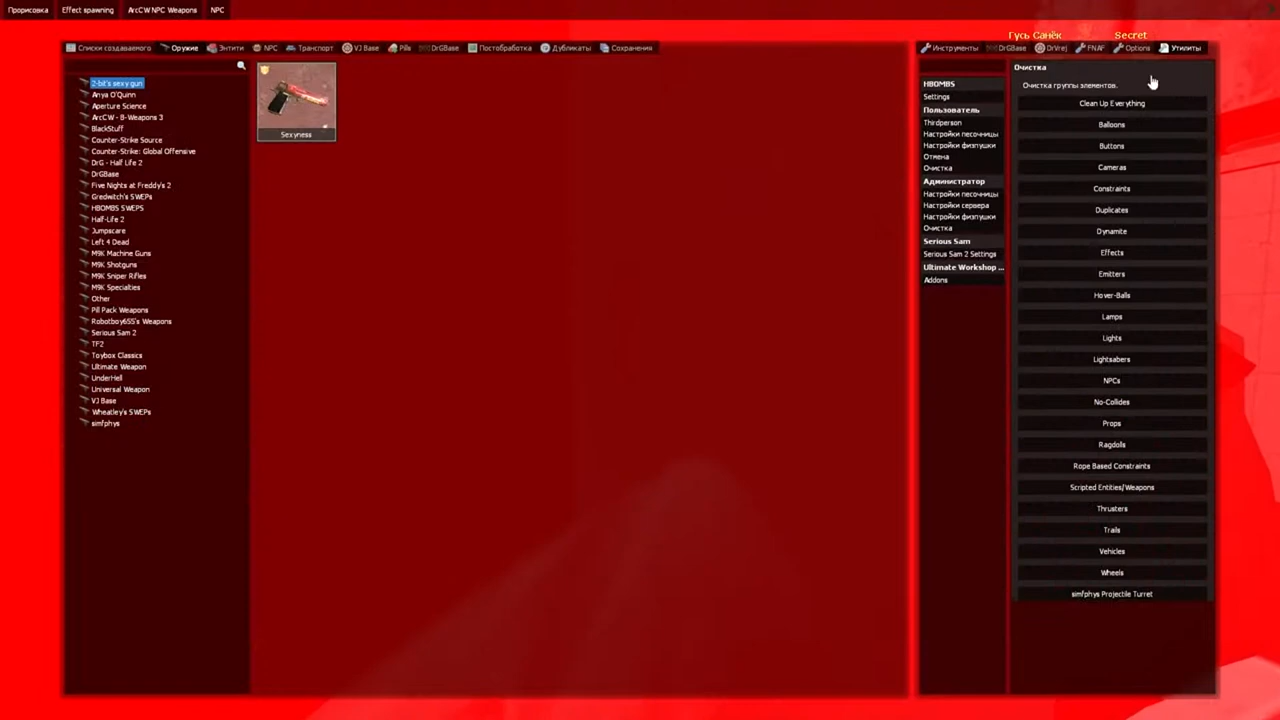 Прорисовка Effect spawning ArcCW NPC Weapons NPC
Гусь Санёк Secret
Списки создаваемого Оружие Энтити NPC Транспорт VJ Base Pills DrGBase Постобработка Дубликаты Сохранения
2-bit's sexy gun
Anya O'Quinn
Aperture Science
ArcCW - B-Weapons 3
BlackStuff
Counter-Strike Source
Counter-Strike: Global Offensive
DrG - Half Life 2
DrGBase
Five Nights at Freddy's 2
Gredwitch's SWEPs
HBOMBS SWEPS
Half-Life 2
Jumpscare
Left 4 Dead
M9K Machine Guns
M9K Shotguns
M9K Sniper Rifles
M9K Specialties
Other
Pill Pack Weapons
Robotboy655's Weapons
Serious Sam 2
TF2
Toybox Classics
Ultimate Weapon
UnderHell
Universal Weapon
VJ Base
Wheatley's SWEPs
simfphys
Sexyness
Инструменты DrGBase DrVrej FNAF Options Утилиты
HBOMBS
Settings
Пользователь
Thirdperson
Настройки песочницы
Настройки физпушки
Отмена
Очистка
Администратор
Настройки песочницы
Настройки сервера
Настройки физпушки
Очистка
Serious Sam
Serious Sam 2 Settings
Ultimate Workshop ...
Addons
Очистка
Очистка группы элементов.
Clean Up Everything
Balloons
Buttons
Cameras
Constraints
Duplicates
Dynamite
Effects
Emitters
Hover-Balls
Lamps
Lights
Lightsabers
NPCs
No-Collides
Props
Ragdolls
Rope Based Constraints
Scripted Entities/Weapons
Thrusters
Trails
Vehicles
Wheels
simfphys Projectile Turret